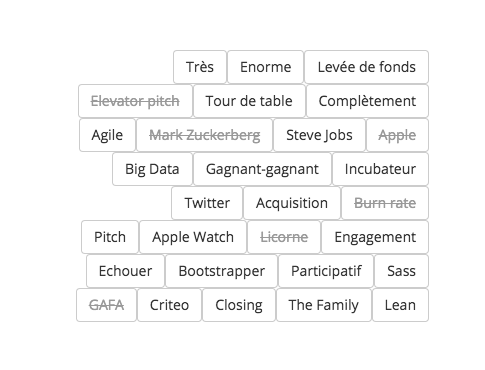 Très Enorme Levée de fonds
Elevator pitch Tour de table Complètement
Agile Mark Zuckerberg Steve Jobs Apple
Big Data Gagnant-gagnant Incubateur
Twitter Acquisition Burn rate
Pitch Apple Watch Licorne Engagement
Echouer Bootstrapper Participatif Sass
GAFA Criteo Closing The Family Lean